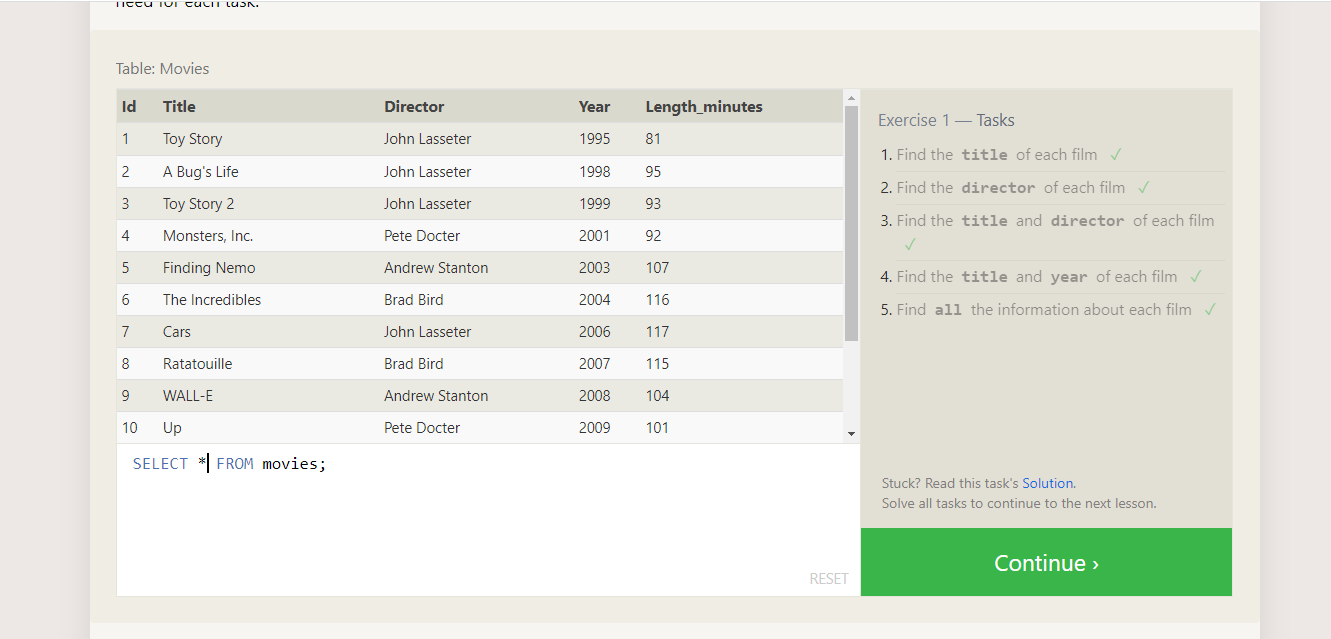 need for each task.
Table: Movies
Id Title Director Year Length_minutes
1 Toy Story John Lasseter 1995 81
2 A Bug's Life John Lasseter 1998 95
3 Toy Story 2 John Lasseter 1999 93
4 Monsters, Inc. Pete Docter 2001 92
5 Finding Nemo Andrew Stanton 2003 107
6 The Incredibles Brad Bird 2004 116
7 Cars John Lasseter 2006 117
8 Ratatouille Brad Bird 2007 115
9 WALL-E Andrew Stanton 2008 104
10 Up Pete Docter 2009 101
SELECT * FROM movies;
RESET
Exercise 1 — Tasks
1. Find the title of each film ✓
2. Find the director of each film ✓
3. Find the title and director of each film
✓
4. Find the title and year of each film ✓
5. Find all the information about each film ✓
Stuck? Read this task's Solution.
Solve all tasks to continue to the next lesson.
Continue ›